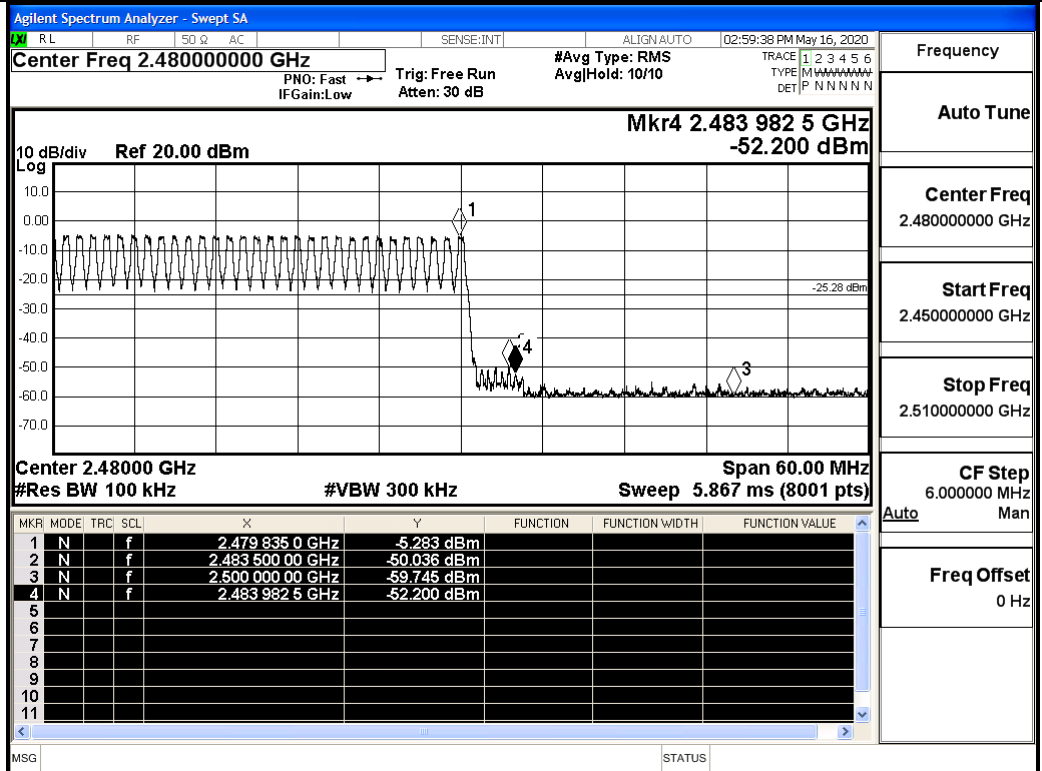 Agilent Spectrum Analyzer - Swept SA
LXI RL RF 50 Ω AC SENSE:INT ALIGN AUTO 02:59:38 PM May 16, 2020
Center Freq 2.480000000 GHz
PNO: Fast
IFGain:Low
Trig: Free Run
Atten: 30 dB
#Avg Type: RMS
Avg|Hold: 10/10
TRACE 1 2 3 4 5 6
TYPE M WWWWW
DET P N N N N N
Mkr4 2.483 982 5 GHz
-52.200 dBm
10 dB/div Ref 20.00 dBm
Log
10.0
0.00
-10.0
-20.0
-30.0
-40.0
-50.0
-60.0
-70.0
1
4
3
-25.28 dBm
Center 2.48000 GHz Span 60.00 MHz
#Res BW 100 kHz #VBW 300 kHz Sweep 5.867 ms (8001 pts)
MKR MODE TRC SCL X Y FUNCTION FUNCTION WIDTH FUNCTION VALUE
1 N f 2.479 835 0 GHz -5.283 dBm
2 N f 2.483 500 00 GHz -50.036 dBm
3 N f 2.500 000 00 GHz -59.745 dBm
4 N f 2.483 982 5 GHz -52.200 dBm
5
6
7
8
9
10
11
MSG STATUS
Frequency
Auto Tune
Center Freq
2.480000000 GHz
Start Freq
2.450000000 GHz
Stop Freq
2.510000000 GHz
CF Step
6.000000 MHz
Auto Man
Freq Offset
0 Hz